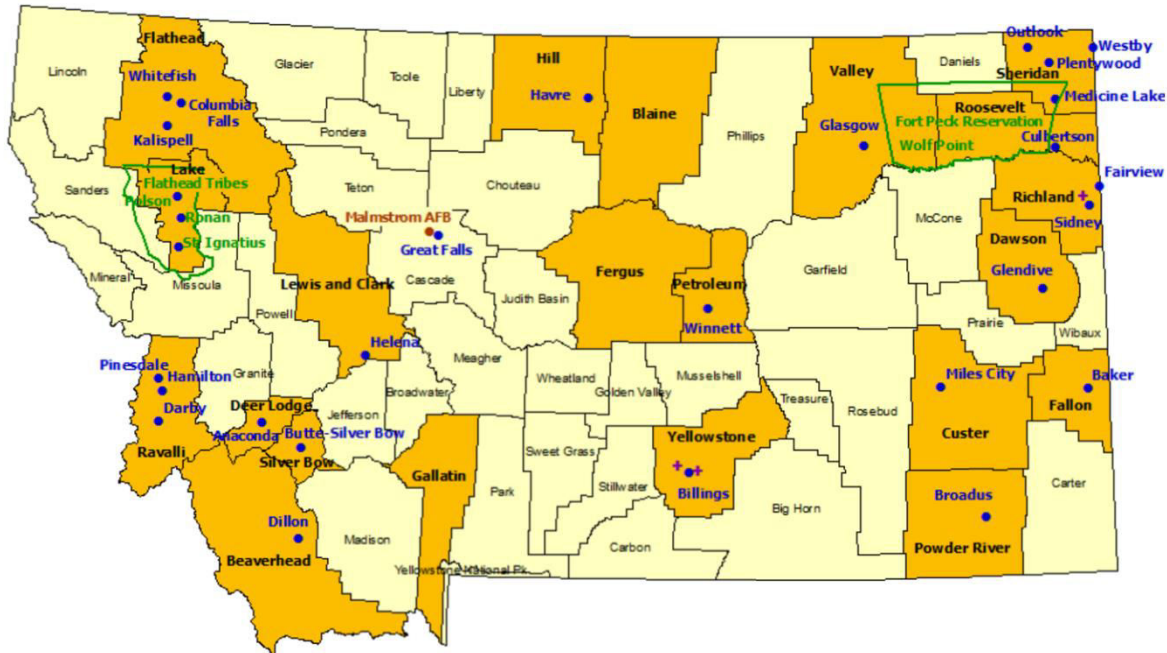 Outlook
Flathead
Westby
Hill
Glacier
Daniels
Plentywood
Lincoln
Valley
Sheridan
Toole
Whitefish
Liberty
Havre
Medicine Lake
Columbia
Falls
Blaine
Roosevelt
Phillips
Fort Peck Reservation
Kalispell
Pondera
Glasgow
Wolf Point
Culbertson
Lake
Fairview
Sanders
Flathead Tribes
Teton
Chouteau
Polson
Richland
Malmstrom AFB
McCone
Ronan
Sidney
Great Falls
Dawson
St. Ignatius
Garfield
Fergus
Glendive
Mineral
Missoula
Lewis and Clark
Cascade
Petroleum
Judith Basin
Powell
Prairie
Winnett
Wibaux
Helena
Meagher
Pinesdale
Granite
Hamilton
Wheatland
Golden Valley
Musselshell
Miles City
Baker
Broadwater
Darby
Deer Lodge
Jefferson
Treasure
Fallon
Rosebud
Anaconda
Butte-Silver Bow
Yellowstone
Custer
Ravalli
Sweet Grass
Silver Bow
Gallatin
Park
Stillwater
Billings
Carter
Broadus
Big Horn
Dillon
Madison
Carbon
Powder River
Beaverhead